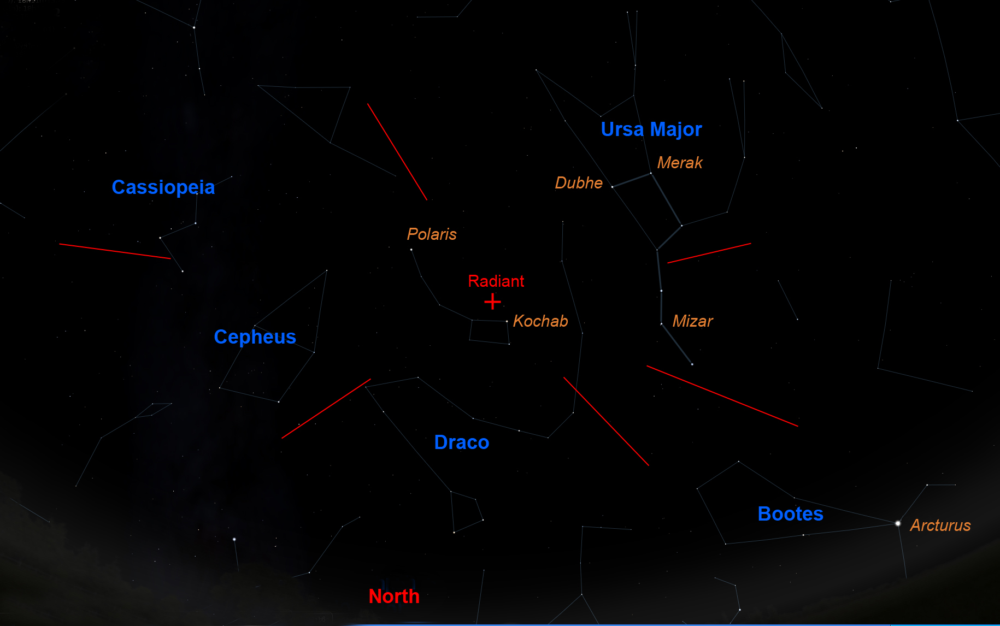 Ursa Major
Merak
Dubhe
Cassiopeia
Polaris
Radiant
Kochab
Mizar
Cepheus
Draco
Bootes
Arcturus
North